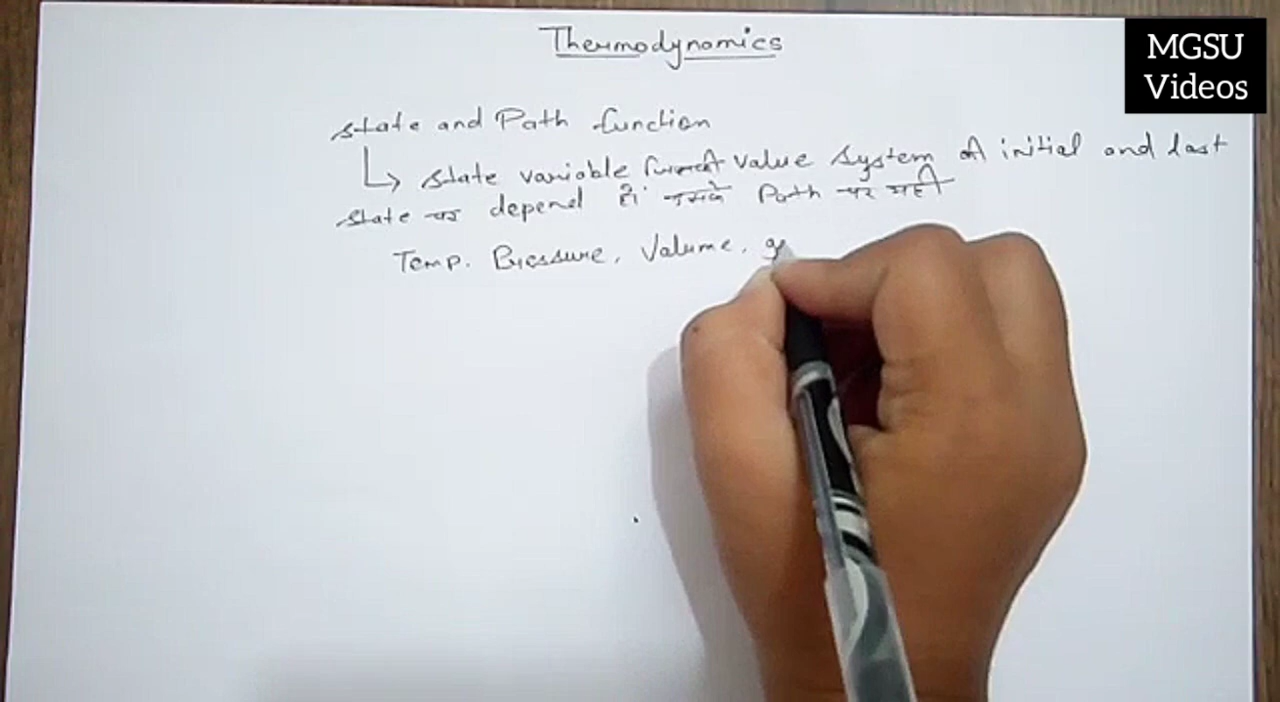 Thermodynamics
MGSU
Videos
State and Path function
↳ State variable जिसकी value system की initial and last
state पर depend हो उसके Path पर नहीं
Temp. Pressure, Volume,